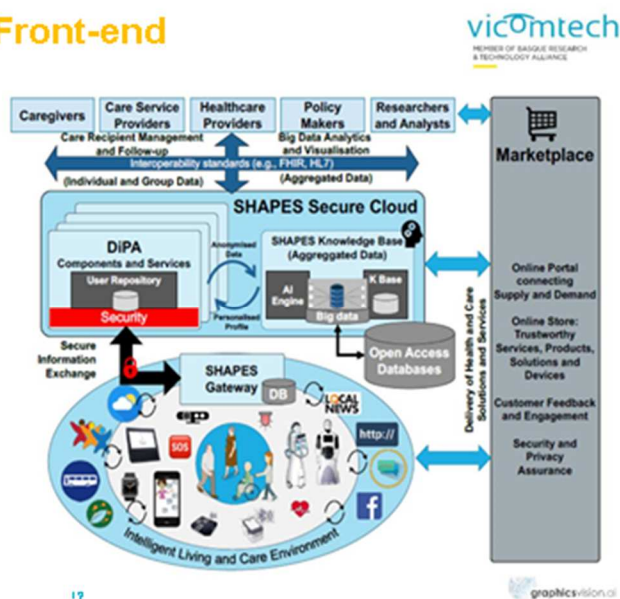 Front-end
vicomtech
MEMBER OF BASQUE RESEARCH
& TECHNOLOGY ALLIANCE
Caregivers
Care Service
Providers
Healthcare
Providers
Policy
Makers
Researchers
and Analysts
Care Recipient Management
and Follow-up
Big Data Analytics
and Visualisation
Interoperability standards (e.g., FHIR, HL7)
(Individual and Group Data)
(Aggregated Data)
SHAPES Secure Cloud
DiPA
Components and Services
User Repository
Security
Anonymised
Data
Personalised
Profile
SHAPES Knowledge Base
(Aggreggated Data)
AI
Engine
K Base
Big data
Secure
Information
Exchange
Open Access
Databases
SHAPES
Gateway
DB
LOCAL
NEWS
SOS
http://
Intelligent Living and Care Environment
Delivery of Health and Care
Solutions and Services
Marketplace
Online Portal
connecting
Supply and Demand
Online Store:
Trustworthy
Services, Products,
Solutions and
Devices
Customer Feedback
and Engagement
Security and
Privacy
Assurance
graphicsvision.ai